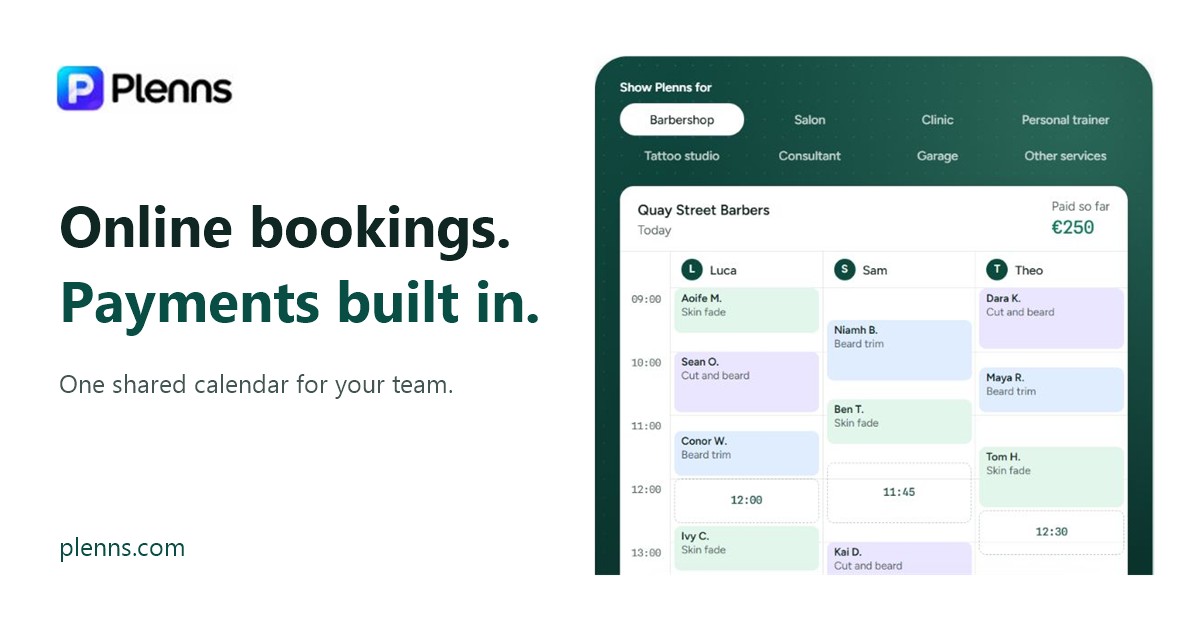 Plenns
Online bookings.
Payments built in.
One shared calendar for your team.
plenns.com
Show Plenns for
Barbershop
Salon
Clinic
Personal trainer
Tattoo studio
Consultant
Garage
Other services
Quay Street Barbers
Today
Paid so far
€250
L Luca
S Sam
T Theo
09:00
10:00
11:00
12:00
13:00
Aoife M.
Skin fade
Sean O.
Cut and beard
Conor W.
Beard trim
12:00
Ivy C.
Skin fade
Niamh B.
Beard trim
Ben T.
Skin fade
11:45
Kai D.
Cut and beard
Dara K.
Cut and beard
Maya R.
Beard trim
Tom H.
Skin fade
12:30